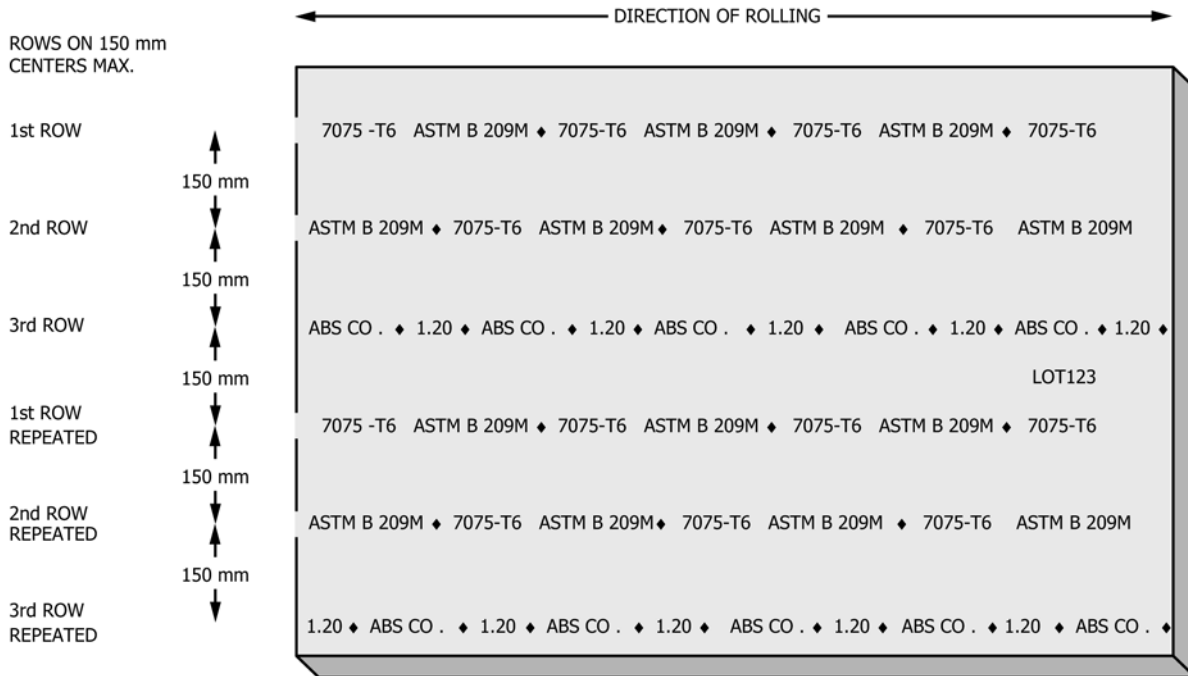 DIRECTION OF ROLLING
ROWS ON 150 mm
CENTERS MAX.
1st ROW
7075 -T6 ASTM B 209M ♦ 7075-T6 ASTM B 209M ♦ 7075-T6 ASTM B 209M ♦ 7075-T6
150 mm
2nd ROW
ASTM B 209M ♦ 7075-T6 ASTM B 209M ♦ 7075-T6 ASTM B 209M ♦ 7075-T6 ASTM B 209M
150 mm
3rd ROW
ABS CO . ♦ 1.20 ♦ ABS CO . ♦ 1.20 ♦ ABS CO . ♦ 1.20 ♦ ABS CO . ♦ 1.20 ♦ ABS CO . ♦ 1.20 ♦
150 mm
LOT123
1st ROW
REPEATED
7075 -T6 ASTM B 209M ♦ 7075-T6 ASTM B 209M ♦ 7075-T6 ASTM B 209M ♦ 7075-T6
150 mm
2nd ROW
REPEATED
ASTM B 209M ♦ 7075-T6 ASTM B 209M ♦ 7075-T6 ASTM B 209M ♦ 7075-T6 ASTM B 209M
150 mm
3rd ROW
REPEATED
1.20 ♦ ABS CO . ♦ 1.20 ♦ ABS CO . ♦ 1.20 ♦ ABS CO . ♦ 1.20 ♦ ABS CO . ♦ 1.20 ♦ ABS CO . ♦